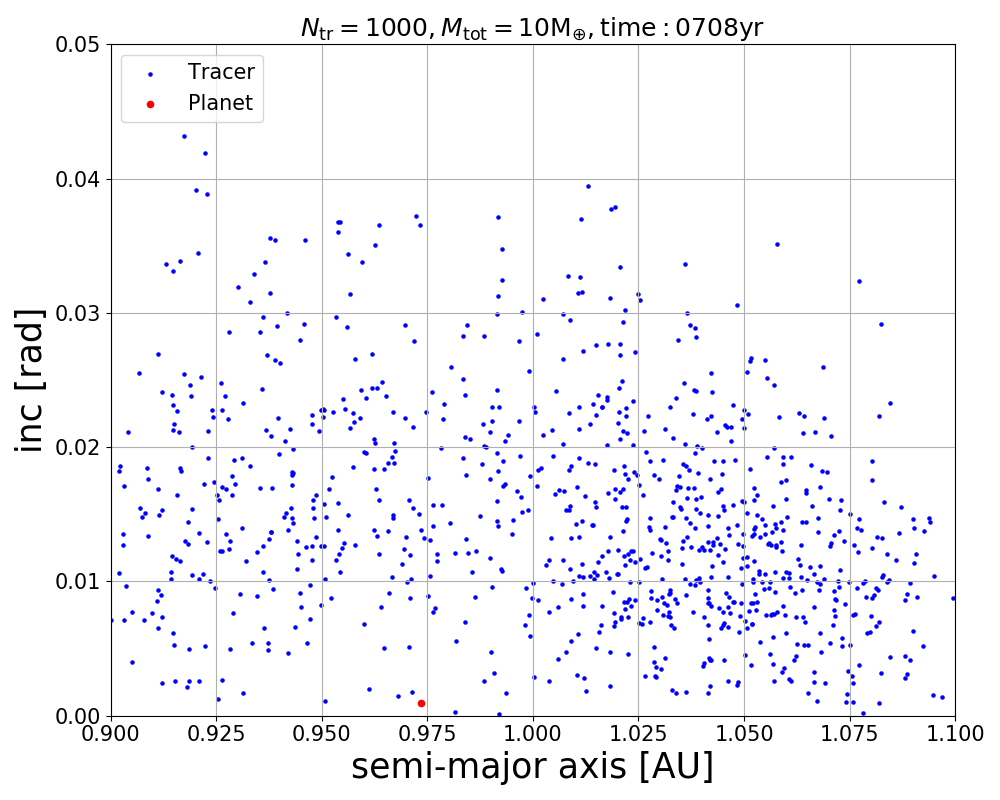 N_tr = 1000, M_tot = 10M_⊕, time : 0708yr
0.05
Tracer
Planet
0.04
0.03
inc [rad]
0.02
0.01
0.00
0.900 0.925 0.950 0.975 1.000 1.025 1.050 1.075 1.100
semi-major axis [AU]